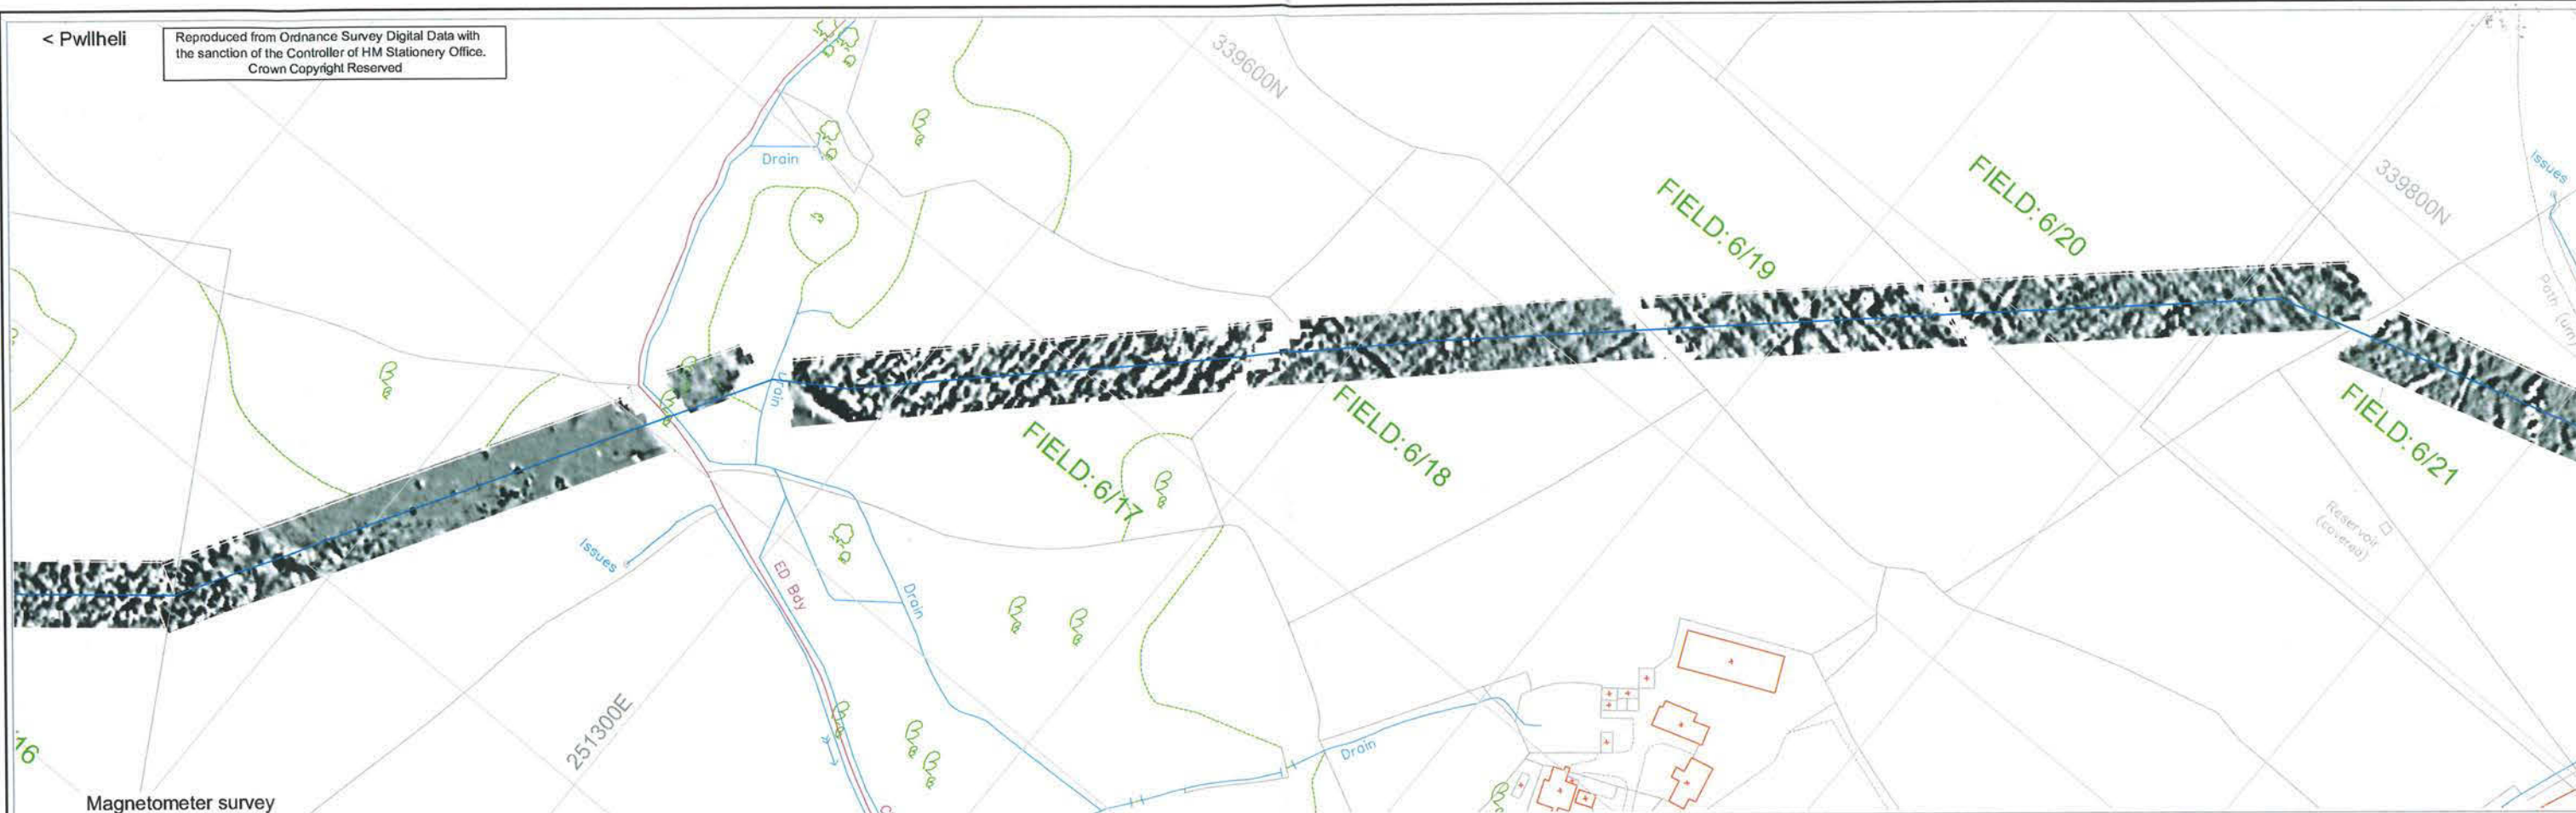 < Pwllheli
Reproduced from Ordnance Survey Digital Data with
the sanction of the Controller of HM Stationery Office.
Crown Copyright Reserved
339600N
Drain
FIELD: 6/19
FIELD: 6/20
339800N
Issues
Drain
FIELD: 6/17
FIELD: 6/18
FIELD: 6/21
Reservoir
(covered)
Issues
ED Bdy
Drain
251300E
Drain
16
Magnetometer survey